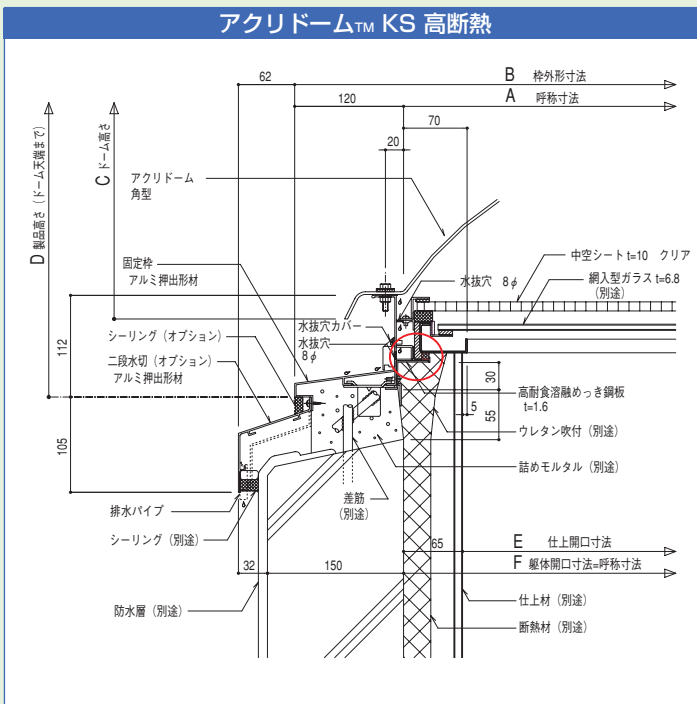 アクリドーム™ KS 高断熱
62
B 枠外形寸法
120
A 呼称寸法
70
20
D 製品高さ（ドーム天端まで）
C ドーム高さ
アクリドーム
角型
中空シート t=10 クリア
固定枠
アルミ押出形材
水抜穴 8φ
網入型ガラス t=6.8
（別途）
水抜穴カバー
水抜穴
8φ
シーリング（オプション）
二段水切（オプション）
アルミ押出形材
112
105
30
55
5
高耐食溶融めっき鋼板
t=1.6
ウレタン吹付（別途）
詰めモルタル（別途）
差筋
（別途）
排水パイプ
シーリング（別途）
65
E 仕上開口寸法
32
150
F 躯体開口寸法=呼称寸法
防水層（別途）
仕上材（別途）
断熱材（別途）